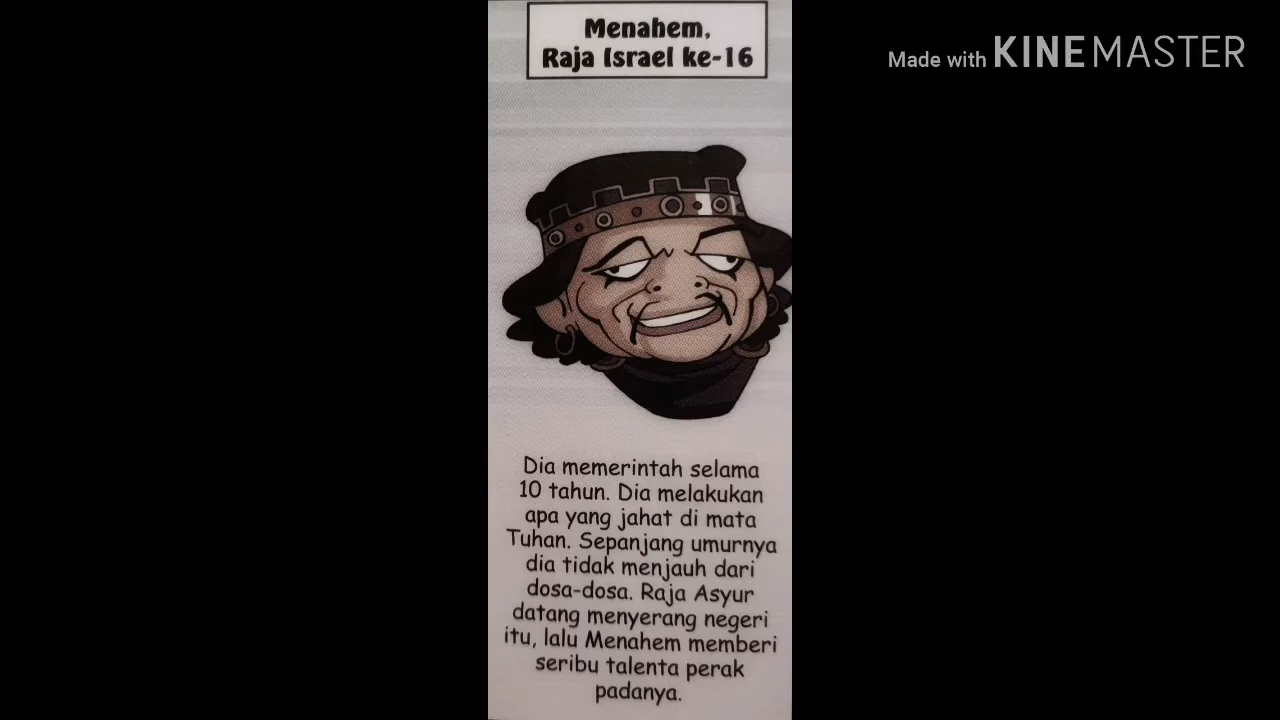 Menahem,
Raja Israel ke-16
Made with KINEMASTER
Dia memerintah selama
10 tahun. Dia melakukan
apa yang jahat di mata
Tuhan. Sepanjang umurnya
dia tidak menjauh dari
dosa-dosa. Raja Asyur
datang menyerang negeri
itu, lalu Menahem memberi
seribu talenta perak
padanya.